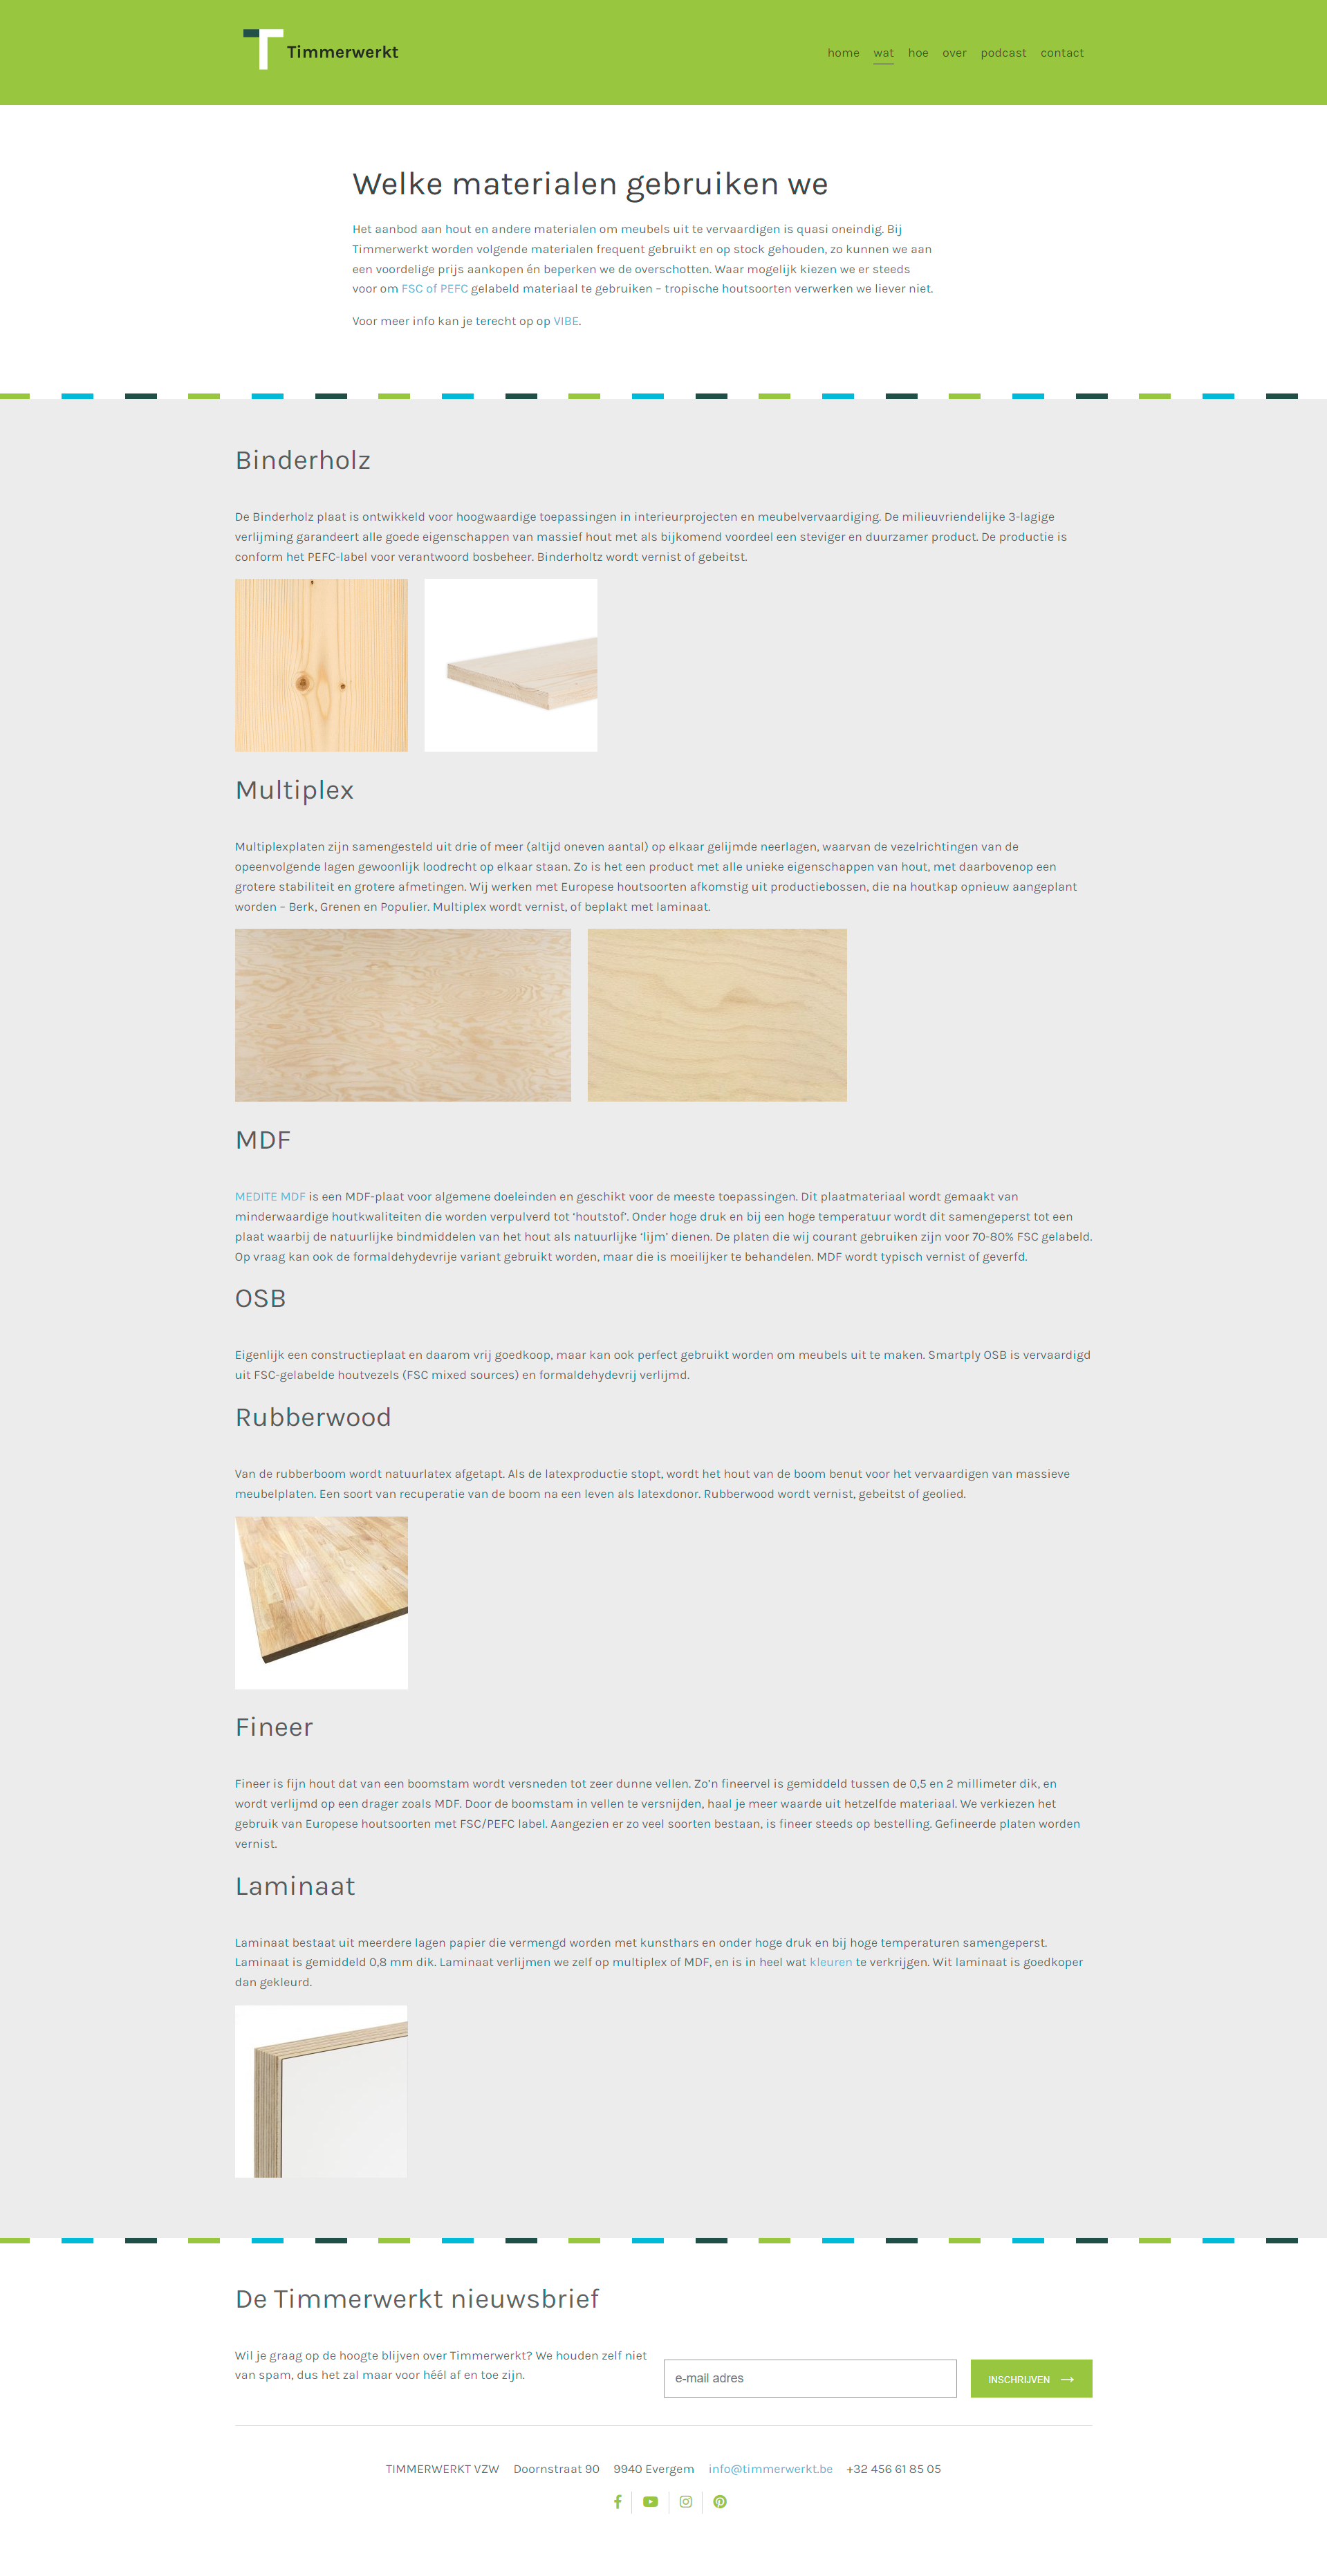 Timmerwerkt
home wat hoe over podcast contact
Welke materialen gebruiken we
Het aanbod aan hout en andere materialen om meubels uit te vervaardigen is quasi oneindig. Bij
Timmerwerkt worden volgende materialen frequent gebruikt en op stock gehouden, zo kunnen we aan
een voordelige prijs aankopen én beperken we de overschotten. Waar mogelijk kiezen we er steeds
voor om FSC of PEFC gelabeld materiaal te gebruiken – tropische houtsoorten verwerken we liever niet.
Voor meer info kan je terecht op op VIBE.
Binderholz
De Binderholz plaat is ontwikkeld voor hoogwaardige toepassingen in interieurprojecten en meubelvervaardiging. De milieuvriendelijke 3-lagige
verlijming garandeert alle goede eigenschappen van massief hout met als bijkomend voordeel een steviger en duurzamer product. De productie is
conform het PEFC-label voor verantwoord bosbeheer. Binderholtz wordt vernist of gebeitst.
Multiplex
Multiplexplaten zijn samengesteld uit drie of meer (altijd oneven aantal) op elkaar gelijmde neerlagen, waarvan de vezelrichtingen van de
opeenvolgende lagen gewoonlijk loodrecht op elkaar staan. Zo is het een product met alle unieke eigenschappen van hout, met daarbovenop een
grotere stabiliteit en grotere afmetingen. Wij werken met Europese houtsoorten afkomstig uit productiebossen, die na houtkap opnieuw aangeplant
worden – Berk, Grenen en Populier. Multiplex wordt vernist, of beplakt met laminaat.
MDF
MEDITE MDF is een MDF-plaat voor algemene doeleinden en geschikt voor de meeste toepassingen. Dit plaatmateriaal wordt gemaakt van
minderwaardige houtkwaliteiten die worden verpulverd tot ‘houtstof’. Onder hoge druk en bij een hoge temperatuur wordt dit samengeperst tot een
plaat waarbij de natuurlijke bindmiddelen van het hout als natuurlijke ‘lijm’ dienen. De platen die wij courant gebruiken zijn voor 70-80% FSC gelabeld.
Op vraag kan ook de formaldehydevrije variant gebruikt worden, maar die is moeilijker te behandelen. MDF wordt typisch vernist of geverfd.
OSB
Eigenlijk een constructieplaat en daarom vrij goedkoop, maar kan ook perfect gebruikt worden om meubels uit te maken. Smartply OSB is vervaardigd
uit FSC-gelabelde houtvezels (FSC mixed sources) en formaldehydevrij verlijmd.
Rubberwood
Van de rubberboom wordt natuurlatex afgetapt. Als de latexproductie stopt, wordt het hout van de boom benut voor het vervaardigen van massieve
meubelplaten. Een soort van recuperatie van de boom na een leven als latexdonor. Rubberwood wordt vernist, gebeitst of geolied.
Fineer
Fineer is fijn hout dat van een boomstam wordt versneden tot zeer dunne vellen. Zo’n fineervel is gemiddeld tussen de 0,5 en 2 millimeter dik, en
wordt verlijmd op een drager zoals MDF. Door de boomstam in vellen te versnijden, haal je meer waarde uit hetzelfde materiaal. We verkiezen het
gebruik van Europese houtsoorten met FSC/PEFC label. Aangezien er zo veel soorten bestaan, is fineer steeds op bestelling. Gefineerde platen worden
vernist.
Laminaat
Laminaat bestaat uit meerdere lagen papier die vermengd worden met kunsthars en onder hoge druk en bij hoge temperaturen samengeperst.
Laminaat is gemiddeld 0,8 mm dik. Laminaat verlijmen we zelf op multiplex of MDF, en is in heel wat kleuren te verkrijgen. Wit laminaat is goedkoper
dan gekleurd.
De Timmerwerkt nieuwsbrief
Wil je graag op de hoogte blijven over Timmerwerkt? We houden zelf niet
van spam, dus het zal maar voor héél af en toe zijn.
e-mail adres
INSCHRIJVEN
TIMMERWERKT VZW Doornstraat 90 9940 Evergem info@timmerwerkt.be +32 456 61 85 05